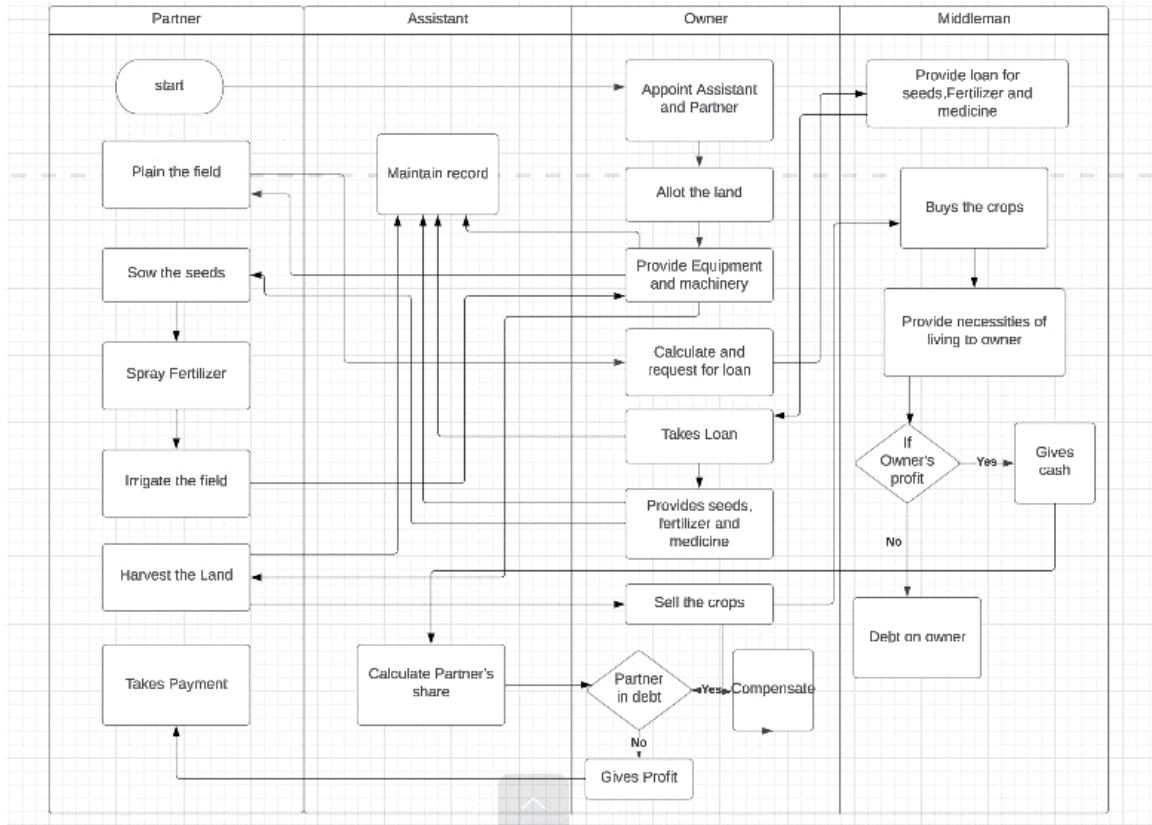 Partner
Assistant
Owner
Middleman
start
Appoint Assistant
and Partner
Provide loan for
seeds,Fertilizer and
medicine
Plain the field
Maintain record
Allot the land
Buys the crops
Sow the seeds
Provide Equipment
and machinery
Provide necessities of
living to owner
Spray Fertilizer
Calculate and
request for loan
Takes Loan
If
Owner's
profit
Yes
Gives
cash
Irrigate the field
Provides seeds,
fertilizer and
medicine
No
Harvest the Land
Sell the crops
Debt on owner
Takes Payment
Calculate Partner's
share
Partner
in debt
Yes
Compensate
No
Gives Profit